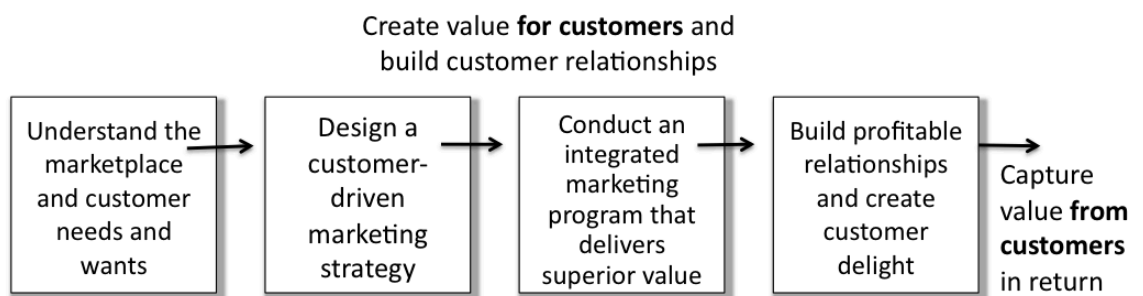 Create value for customers and
build customer relationships
Understand the
marketplace
and customer
needs and
wants
Design a
customer-
driven
marketing
strategy
Conduct an
integrated
marketing
program that
delivers
superior value
Build profitable
relationships
and create
customer
delight
Capture
value from
customers
in return